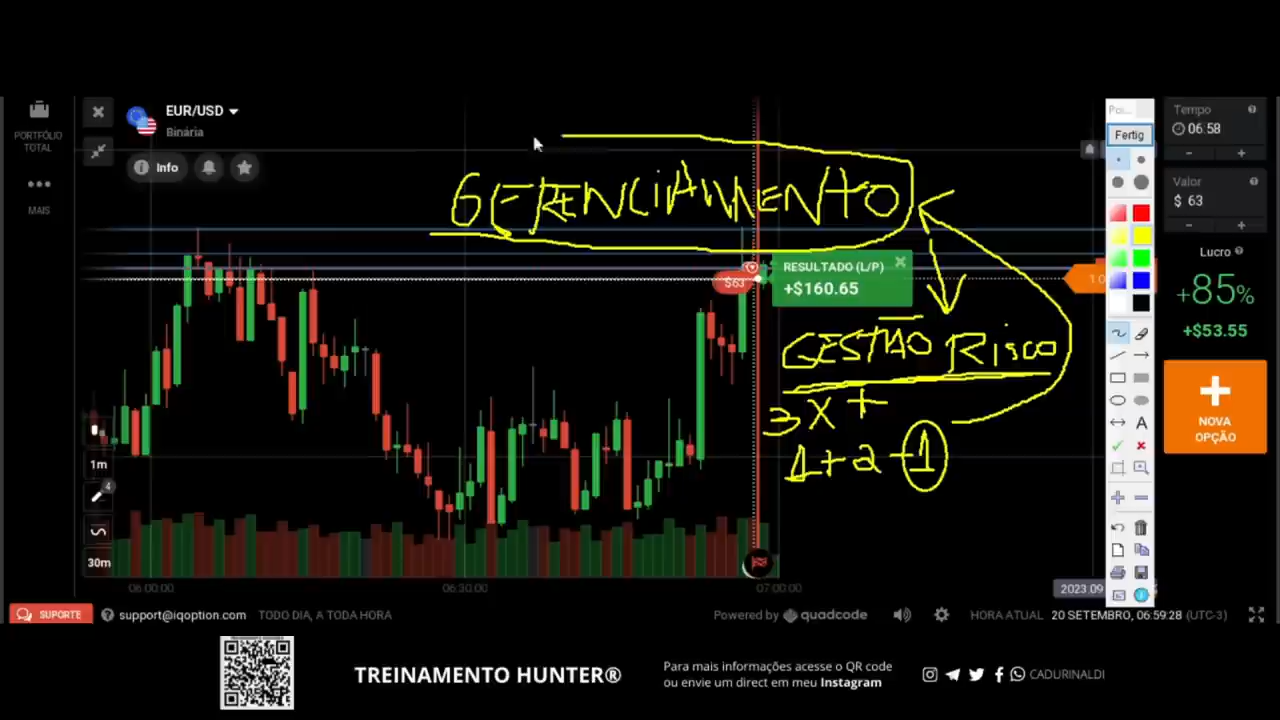 EUR/USD
Binária
Info
PORTFÓLIO
TOTAL
MAIS
GERENCIAMENTO
$63
RESULTADO (L/P)
+$160.65
GESTÃO Risco
3X +
1+2-1
1m
4
30m
06:00:00
06:30:00
07:00:00
2023.09
Fertig
A
Tempo
06:58
- +
Valor
$ 63
- +
Lucro
+85%
+$53.55
NOVA
OPÇÃO
SUPORTE
support@iqoption.com
TODO DIA, A TODA HORA
Powered by quadcode
HORA ATUAL 20 SETEMBRO, 06:59:28 (UTC-3)
TREINAMENTO HUNTER®
Para mais informações acesse o QR code
ou envie um direct em meu Instagram
CADURINALDI